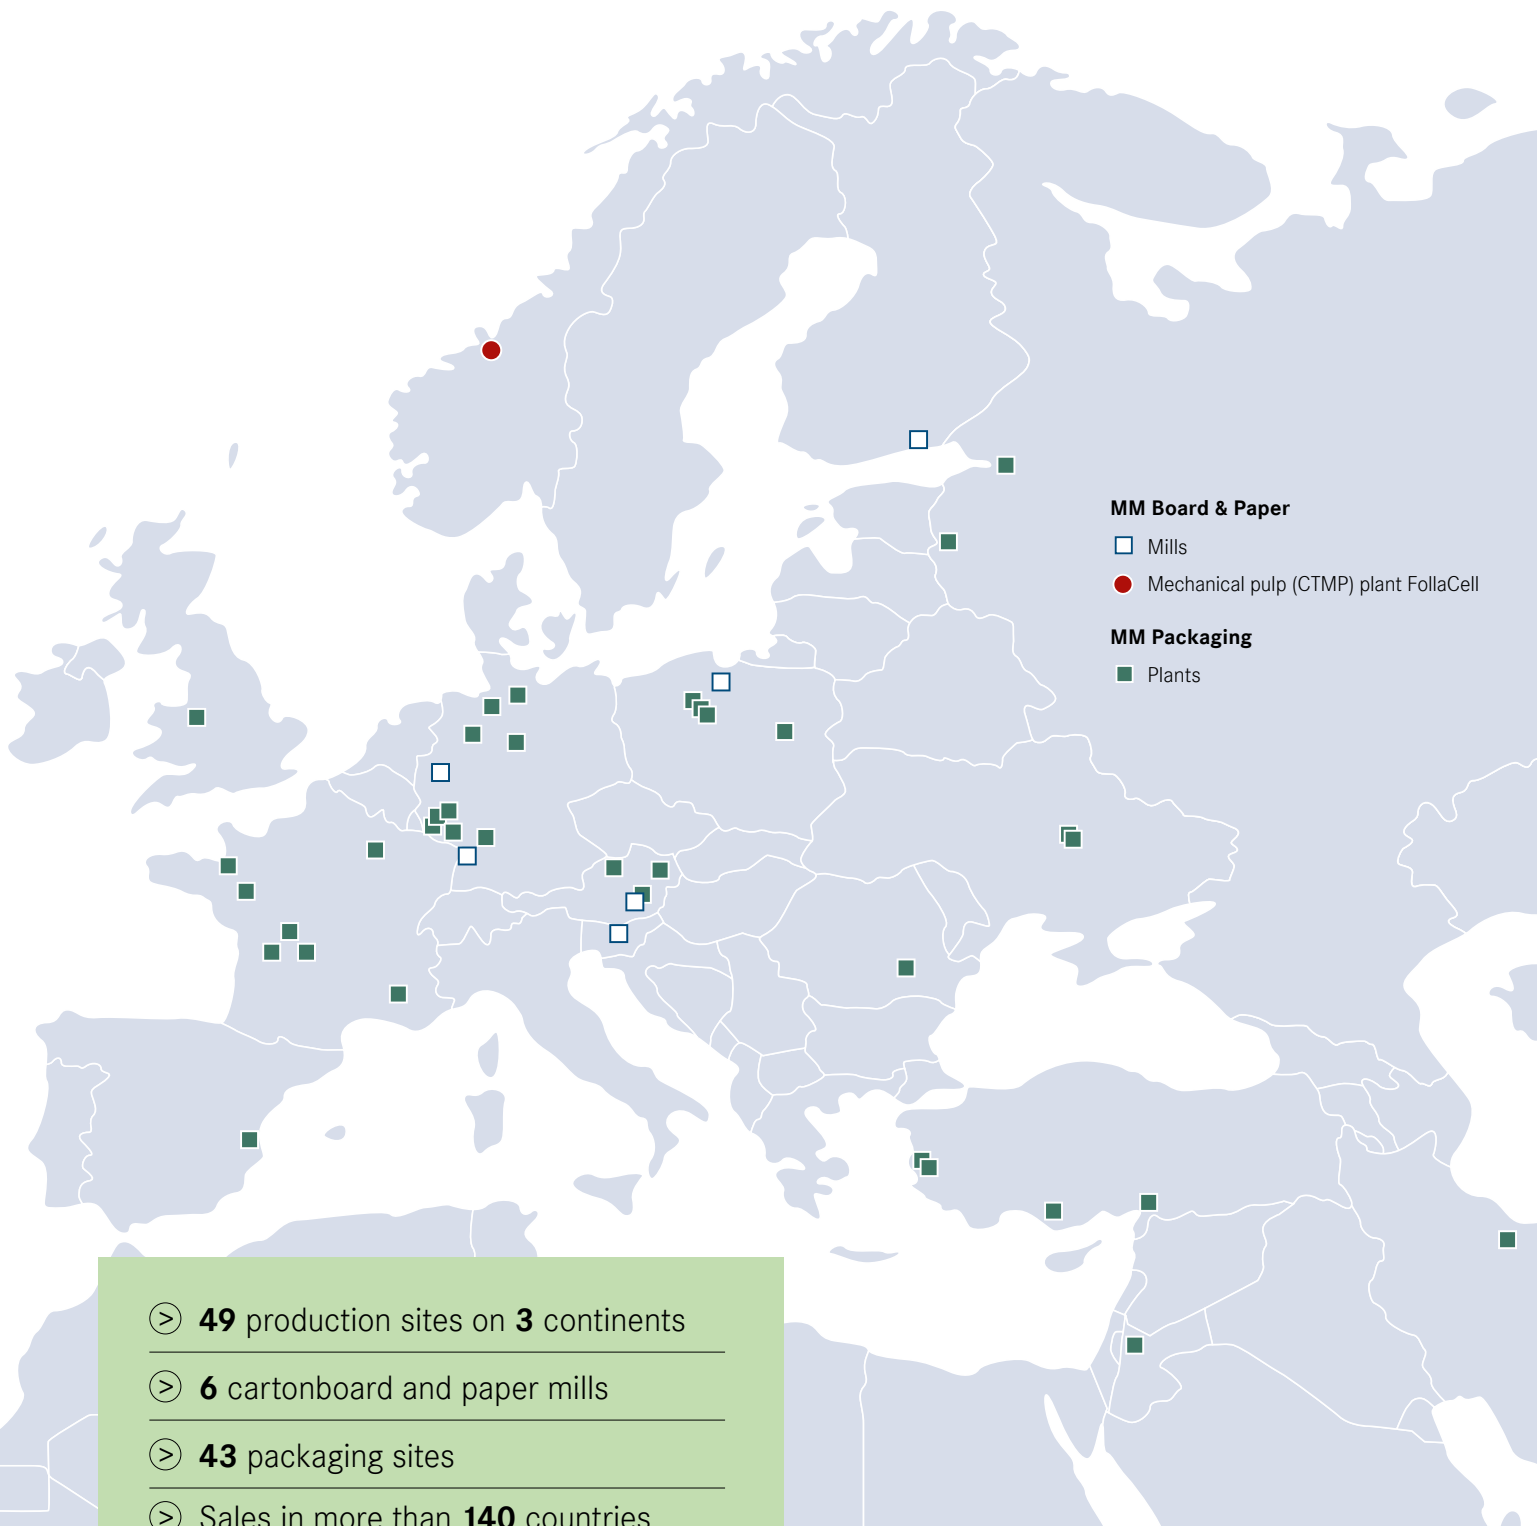 MM Board & Paper
Mills
Mechanical pulp (CTMP) plant FollaCell
MM Packaging
Plants
49 production sites on 3 continents
6 cartonboard and paper mills
43 packaging sites
Sales in more than 140 countries